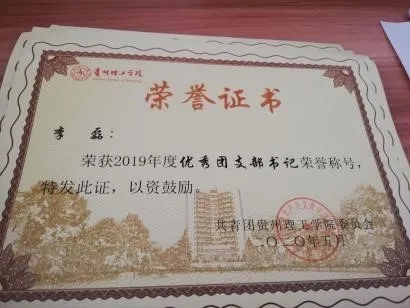 贵州理工学院
荣誉证书
李 磊：
荣获2019年度优秀团支部书记荣誉称号，
特发此证，以资鼓励。
共青团贵州理工学院委员会
二〇二〇年五月